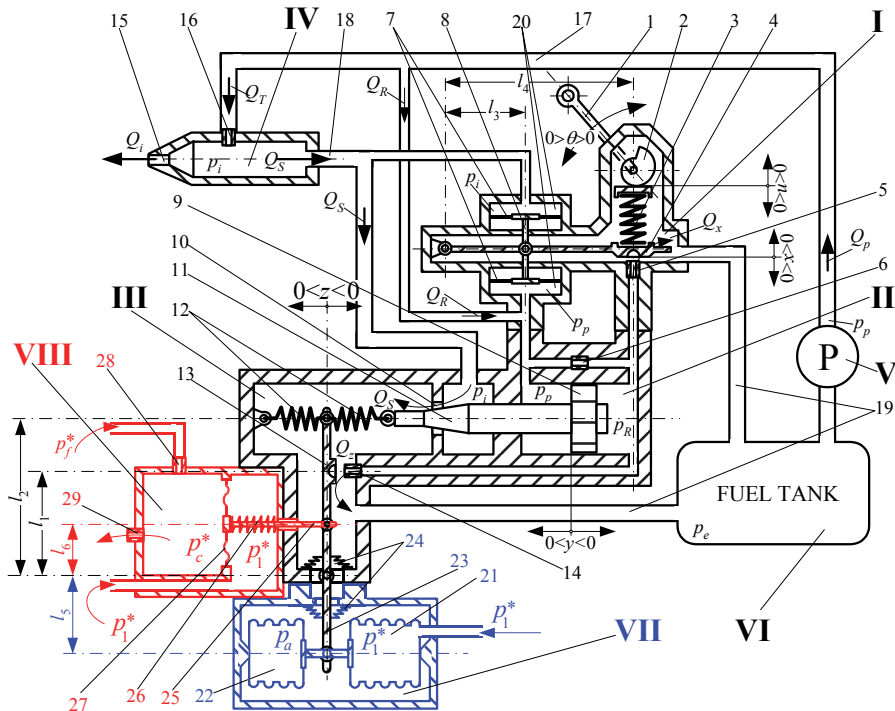 15
16
IV
18
7
8
20
17
1
2
3
4
I
Q_T
Q_R
l_4
l_3
0>θ>0
Q_i
p_i
Q_S
p_i
0>u>0
5
9
Q_S
Q_x
0>x>0
Q_p
10
11
6
III
0<z<0
Q_R
p_p
II
p_p
12
P
V
VIII
28
13
Q_S
p_i
p_p
p_R
19
p_f*
Q_z
l_2
l_1
29
FUEL TANK
l_6
p_c*
p_1*
24
0<y<0
p_e
23
14
l_5
21
p_1*
p_a
p_1*
VII
p_1*
VI
22
27
26
25